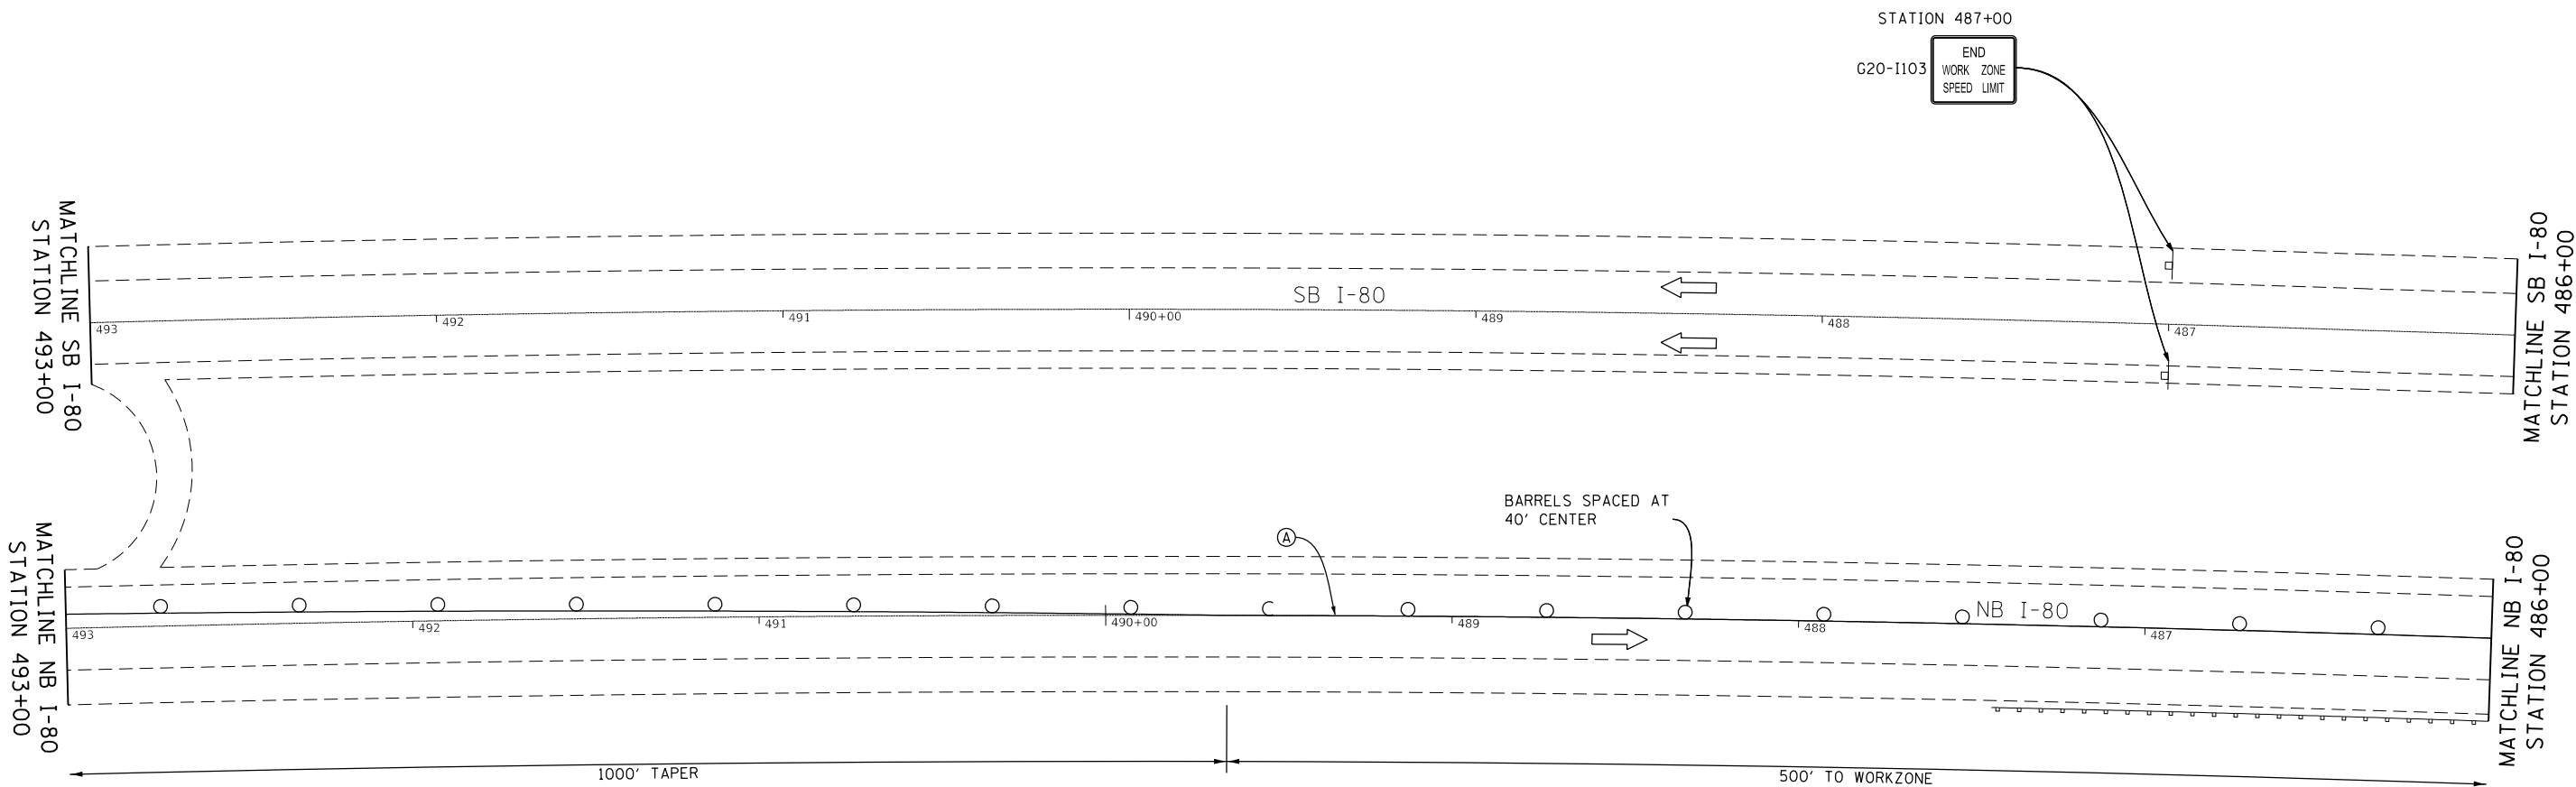 STATION 487+00
G20-I103
END
WORK ZONE
SPEED LIMIT
MATCHLINE SB I-80
STATION 493+00
493
492
491
490+00
SB I-80
489
488
487
MATCHLINE SB I-80
STATION 486+00
BARRELS SPACED AT
40' CENTER
A
MATCHLINE NB I-80
STATION 493+00
493
492
491
490+00
489
488
NB I-80
487
MATCHLINE NB I-80
STATION 486+00
1000' TAPER
500' TO WORKZONE